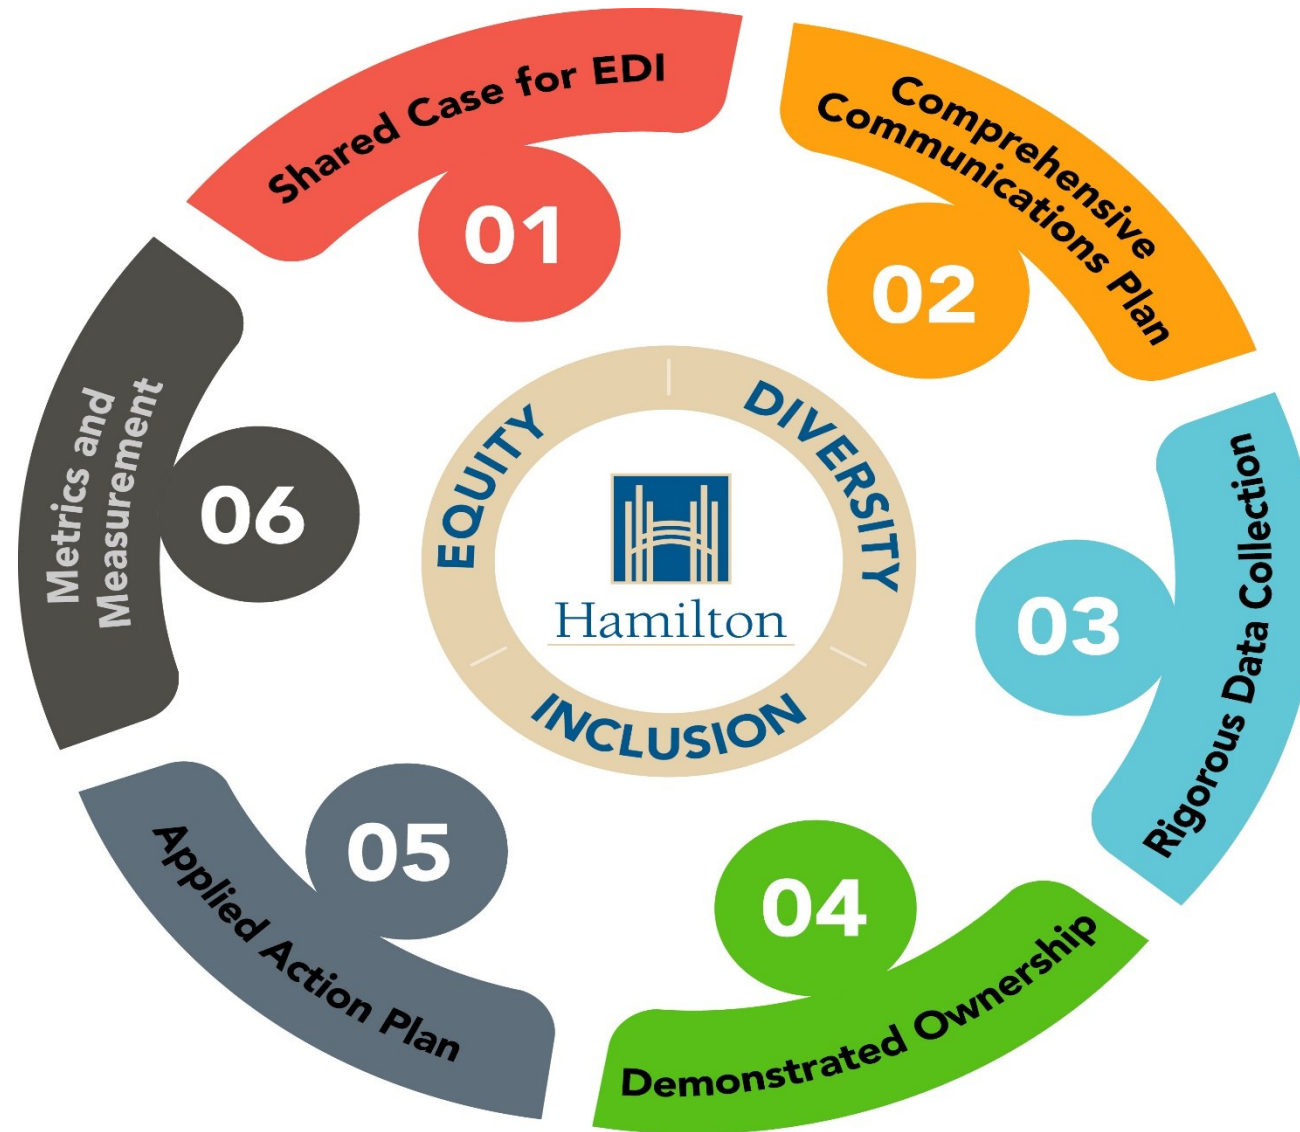 Shared Case for EDI
01
Comprehensive
Communications Plan
02
Rigorous Data Collection
03
Demonstrated Ownership
04
Applied Action Plan
05
Metrics and
Measurement
06
EQUITY
DIVERSITY
INCLUSION
Hamilton